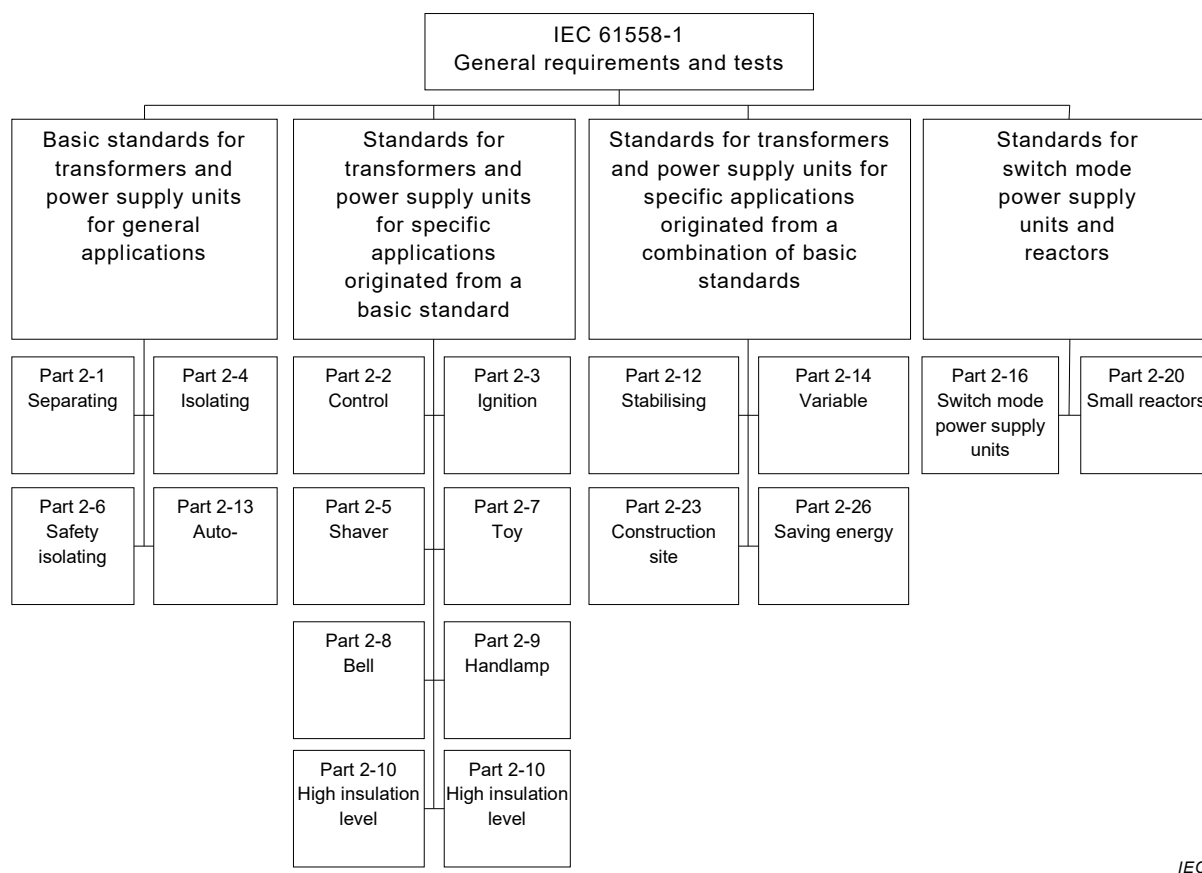 IEC 61558-1
General requirements and tests
Basic standards for
transformers and
power supply units
for general
applications
Standards for
transformers and
power supply units
for specific
applications
originated from a
basic standard
Standards for transformers
and power supply units for
specific applications
originated from a
combination of basic
standards
Standards for
switch mode
power supply
units and
reactors
Part 2-1
Separating
Part 2-4
Isolating
Part 2-2
Control
Part 2-3
Ignition
Part 2-12
Stabilising
Part 2-14
Variable
Part 2-16
Switch mode
power supply
units
Part 2-20
Small reactors
Part 2-6
Safety
isolating
Part 2-13
Auto-
Part 2-5
Shaver
Part 2-7
Toy
Part 2-23
Construction
site
Part 2-26
Saving energy
Part 2-8
Bell
Part 2-9
Handlamp
Part 2-10
High insulation
level
Part 2-10
High insulation
level
IEC